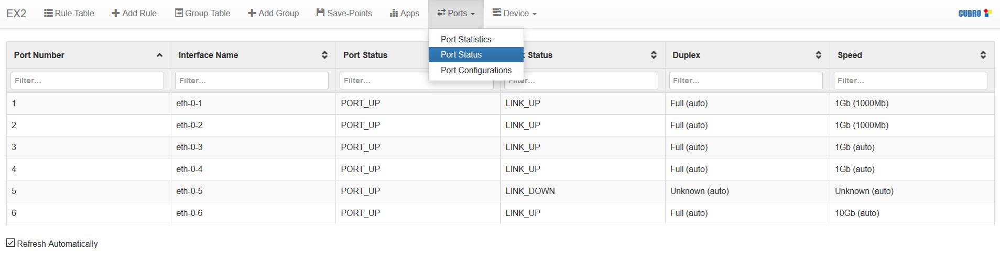 EX2 Rule Table Add Rule Group Table Add Group Save-Points Apps Ports Device CUBRO
Port Statistics
Port Status
Port Configurations
Port Number Interface Name Port Status Status Duplex Speed
Filter... Filter... Filter... Filter... Filter... Filter...
1 eth-0-1 PORT_UP LINK_UP Full (auto) 1Gb (1000Mb)
2 eth-0-2 PORT_UP LINK_UP Full (auto) 1Gb (1000Mb)
3 eth-0-3 PORT_UP LINK_UP Full (auto) 1Gb (auto)
4 eth-0-4 PORT_UP LINK_UP Full (auto) 1Gb (auto)
5 eth-0-5 PORT_UP LINK_DOWN Unknown (auto) Unknown (auto)
6 eth-0-6 PORT_UP LINK_UP Full (auto) 10Gb (auto)
Refresh Automatically